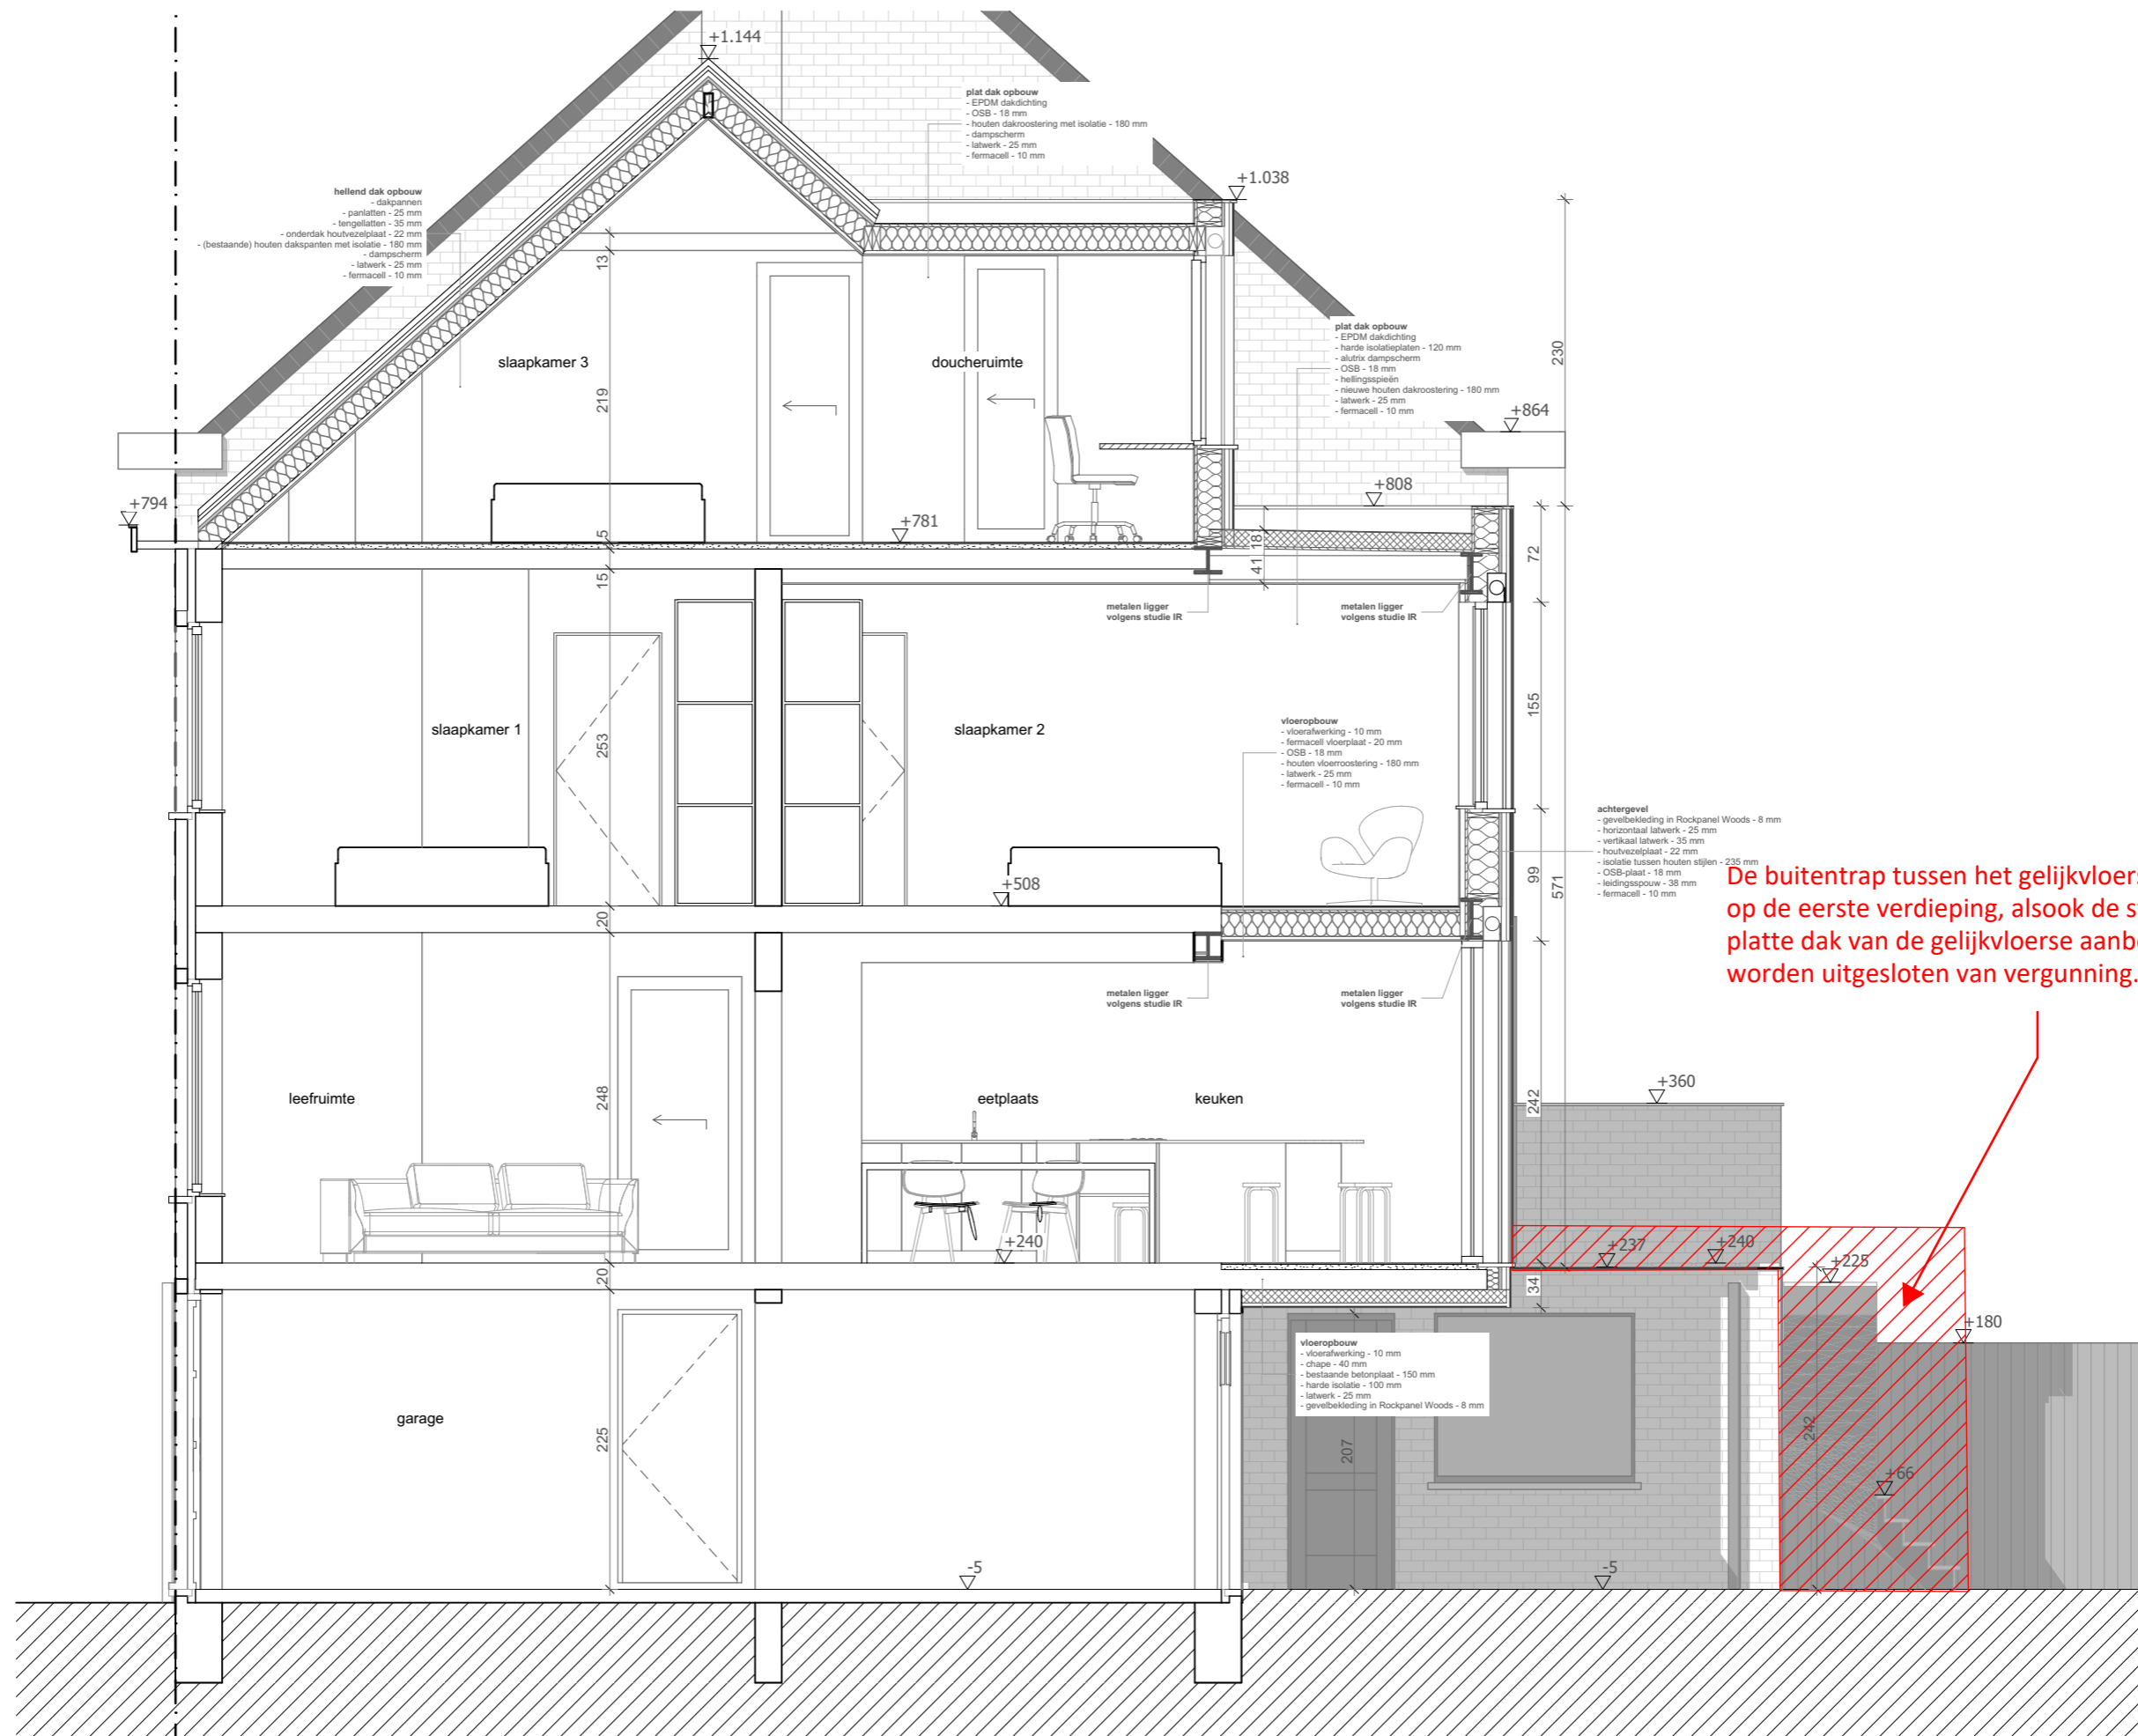 +1.144
plat dak opbouw
- EPDM dakdichting
- OSB - 18 mm
- houten dakroostering met isolatie - 180 mm
- dampscherm
- latwerk - 25 mm
- fermacell - 10 mm
+1.038
hellend dak opbouw
- dakpannen
- panlatten - 25 mm
- tengellatten - 35 mm
- onderdak houtvezelplaat - 22 mm
- (bestaande) houten dakspanten met isolatie - 180 mm
- dampscherm
- latwerk - 25 mm
- fermacell - 10 mm
13
plat dak opbouw
- EPDM dakdichting
- harde isolatieplaten - 120 mm
- alutrix dampscherm
- OSB - 18 mm
- hellingsspieën
- nieuwe houten dakroostering - 180 mm
- latwerk - 25 mm
- fermacell - 10 mm
230
slaapkamer 3
doucheruimte
219
+864
+794
+808
+781
5
18
41
72
15
metalen ligger
volgens studie IR
metalen ligger
volgens studie IR
155
slaapkamer 1
253
slaapkamer 2
vloeropbouw
- vloerafwerking - 10 mm
- fermacell vloerplaat - 20 mm
- OSB - 18 mm
- houten vloerroostering - 180 mm
- latwerk - 25 mm
- fermacell - 10 mm
achtergevel
- gevelbekleding in Rockpanel Woods - 8 mm
- horizontaal latwerk - 25 mm
- vertikaal latwerk - 35 mm
- houtvezelplaat - 22 mm
- isolatie tussen houten stijlen - 235 mm
- OSB-plaat - 18 mm
- leidingsspouw - 38 mm
- fermacell - 10 mm
99
571
De buitentrap tussen het gelijkvloers
op de eerste verdieping, alsook de s
platte dak van de gelijkvloerse aanb
worden uitgesloten van vergunning.
+508
20
metalen ligger
volgens studie IR
metalen ligger
volgens studie IR
+360
leefruimte
248
eetplaats
keuken
242
+240
+237
+240
+225
20
34
+180
vloeropbouw
- vloerafwerking - 10 mm
- chape - 40 mm
- bestaande betonplaat - 150 mm
- harde isolatie - 100 mm
- latwerk - 25 mm
- gevelbekleding in Rockpanel Woods - 8 mm
garage
225
207
242
+66
-5
-5